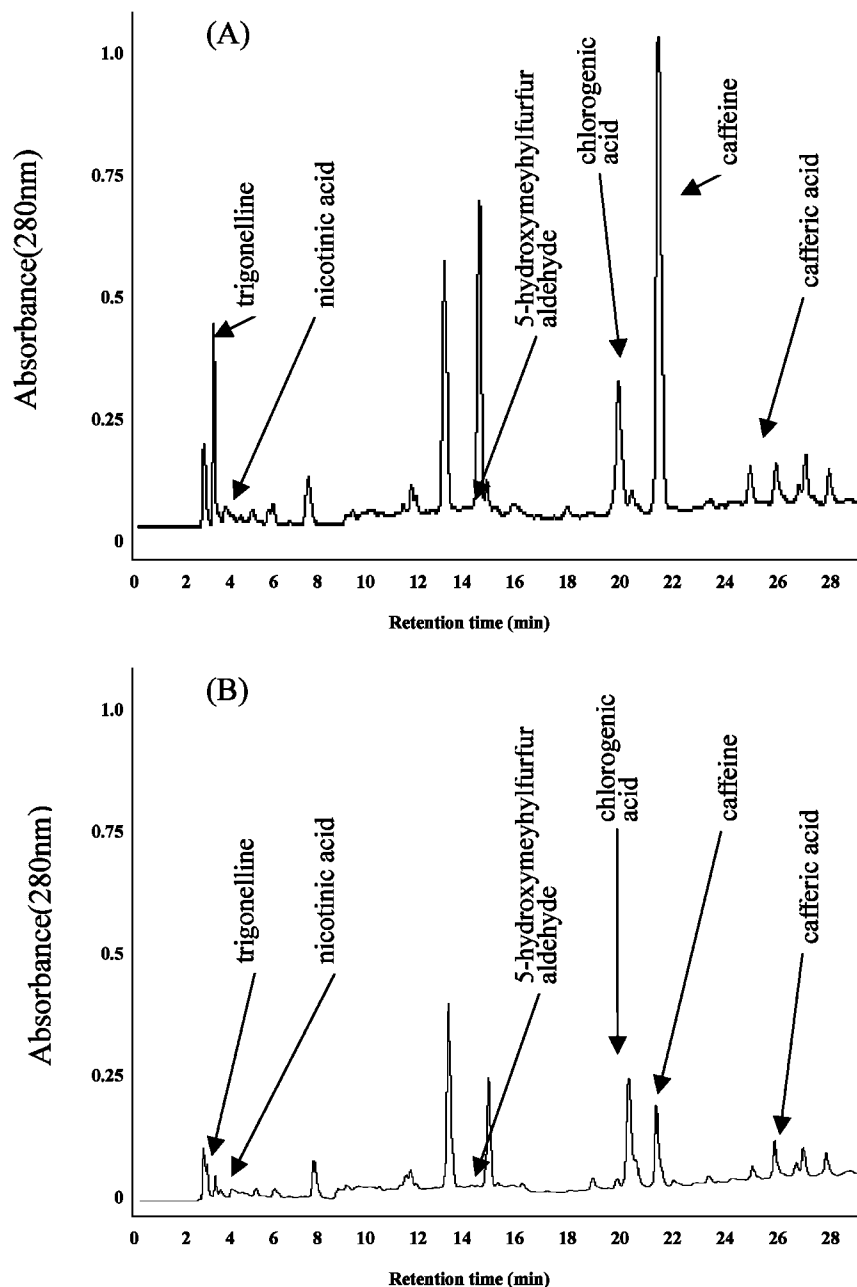 (A)
Absorbance(280nm)
1.0
0.75
0.5
0.25
0
trigonelline
nicotinic acid
5-hydroxymeyhylfurfur
aldehyde
chlorogenic
acid
caffeine
cafferic acid
0 2 4 6 8 10 12 14 16 18 20 22 24 26 28
Retention time (min)
(B)
Absorbance(280nm)
1.0
0.75
0.5
0.25
0
trigonelline
nicotinic acid
5-hydroxymeyhylfurfur
aldehyde
chlorogenic
acid
caffeine
cafferic acid
0 2 4 6 8 10 12 14 16 18 20 22 24 26 28
Retention time (min)